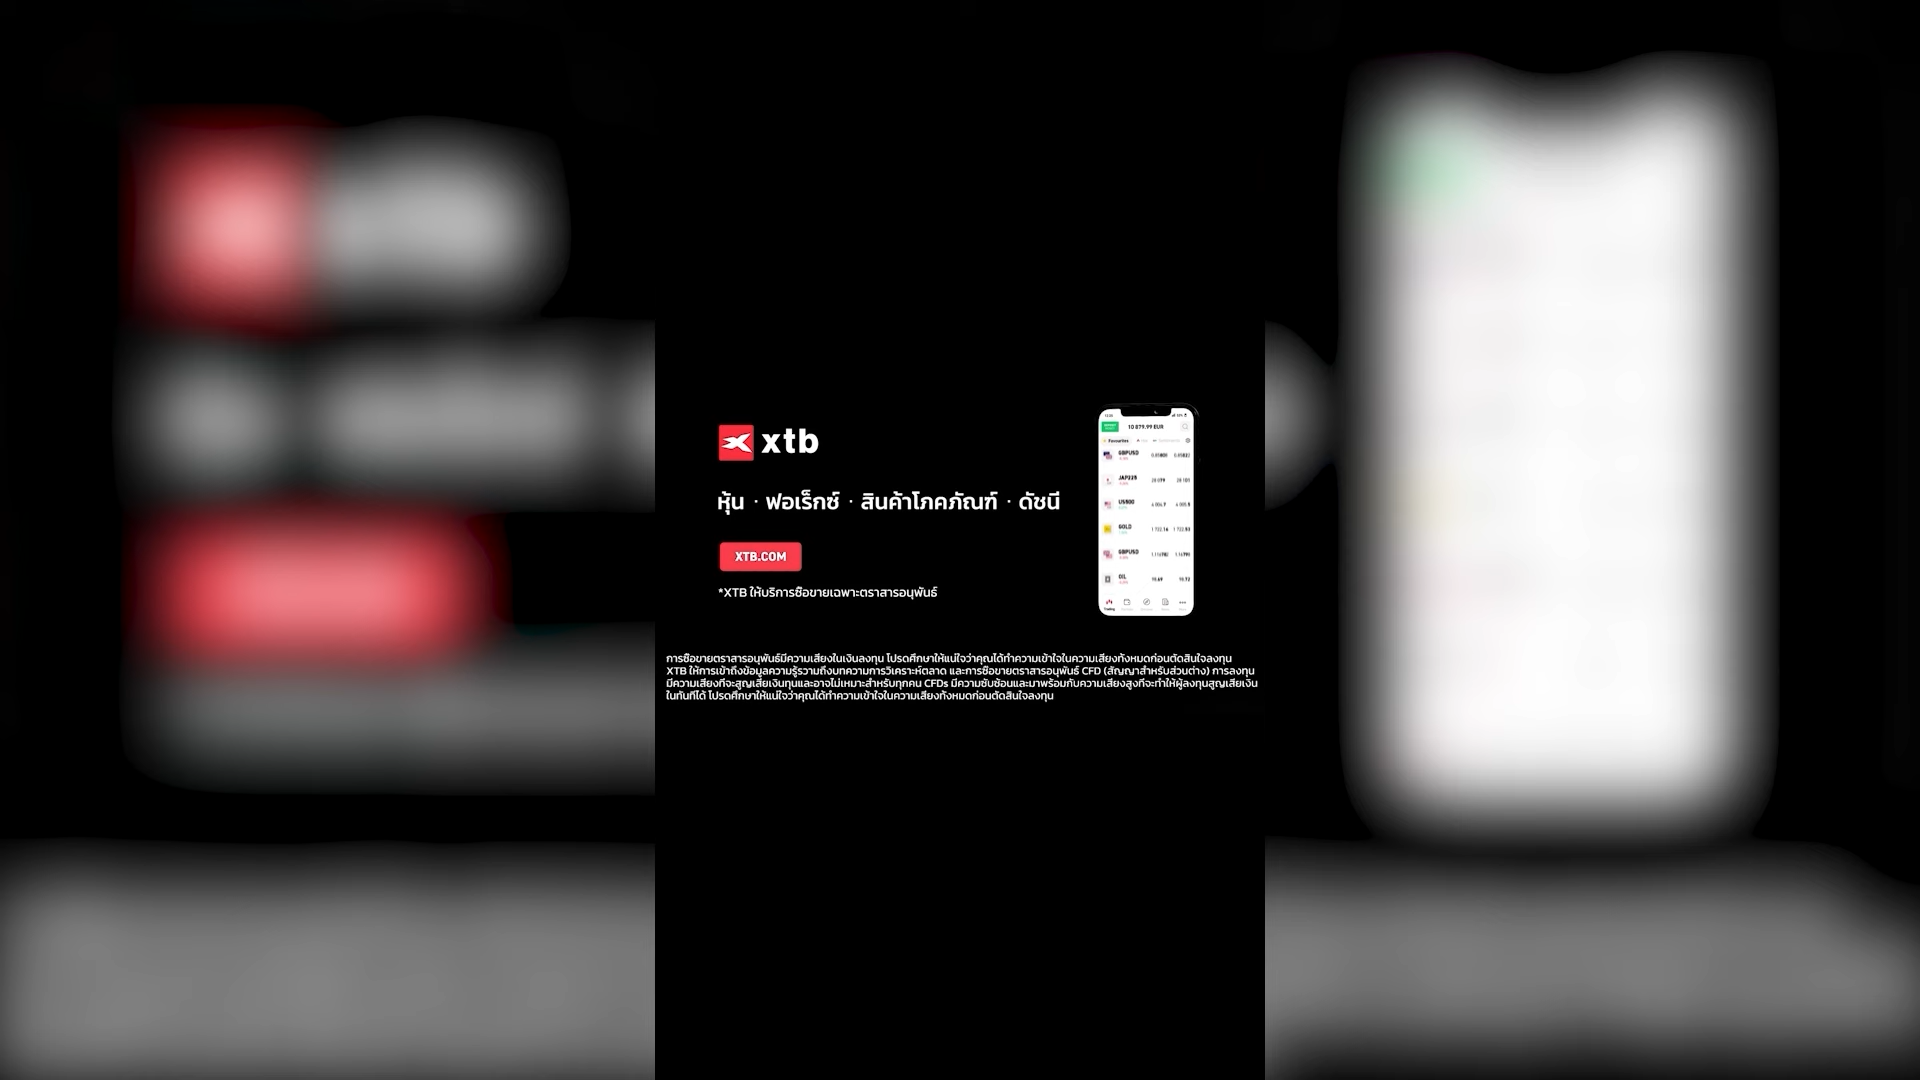 xtb
หุ้น · ฟอเร็กซ์ · สินค้าโภคภัณฑ์ · ดัชนี
XTB.COM
*XTB ให้บริการซื้อขายเฉพาะตราสารอนุพันธ์
10 879.99 EUR
Favourites
GBPUSD
JAP225
US500
GOLD
GBPUSD
OIL
Trading
การซื้อขายตราสารอนุพันธ์มีความเสี่ยงในเงินลงทุน โปรดศึกษาให้แน่ใจว่าคุณได้ทำความเข้าใจในความเสี่ยงทั้งหมดก่อนตัดสินใจลงทุน
XTB ให้การเข้าถึงข้อมูลความรู้รวามถึงบทความการวิเคราะห์ตลาด และการซื้อขายตราสารอนุพันธ์ CFD (สัญญาสำหรับส่วนต่าง) การลงทุน
มีความเสี่ยงที่จะสูญเสียเงินทุนและอาจไม่เหมาะสำหรับทุกคน CFDs มีความซับซ้อนและมาพร้อมกับความเสี่ยงสูงที่จะทำให้ผู้ลงทุนสูญเสียเงิน
ในทันทีได้ โปรดศึกษาให้แน่ใจว่าคุณได้ทำความเข้าใจในความเสี่ยงทั้งหมดก่อนตัดสินใจลงทุน